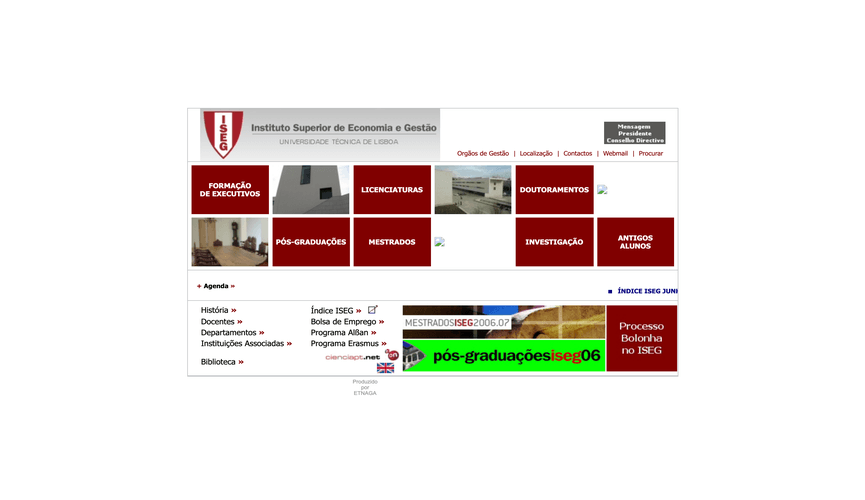 ISEG
Instituto Superior de Economia e Gestão
UNIVERSIDADE TÉCNICA DE LISBOA
Mensagem
Presidente
Conselho Directivo
Orgãos de Gestão | Localização | Contactos | Webmail | Procurar
FORMAÇÃO
DE EXECUTIVOS
LICENCIATURAS
DOUTORAMENTOS
PÓS-GRADUAÇÕES
MESTRADOS
INVESTIGAÇÃO
ANTIGOS
ALUNOS
+ Agenda »
ÍNDICE ISEG JUN
História »
Docentes »
Departamentos »
Instituições Associadas »
Biblioteca »
Índice ISEG »
Bolsa de Emprego »
Programa Alßan »
Programa Erasmus »
cienciapt.net
MESTRADOSISEG2006.07
pós-graduaçõesiseg06
Processo
Bolonha
no ISEG
Produzido
por
ETNAGA